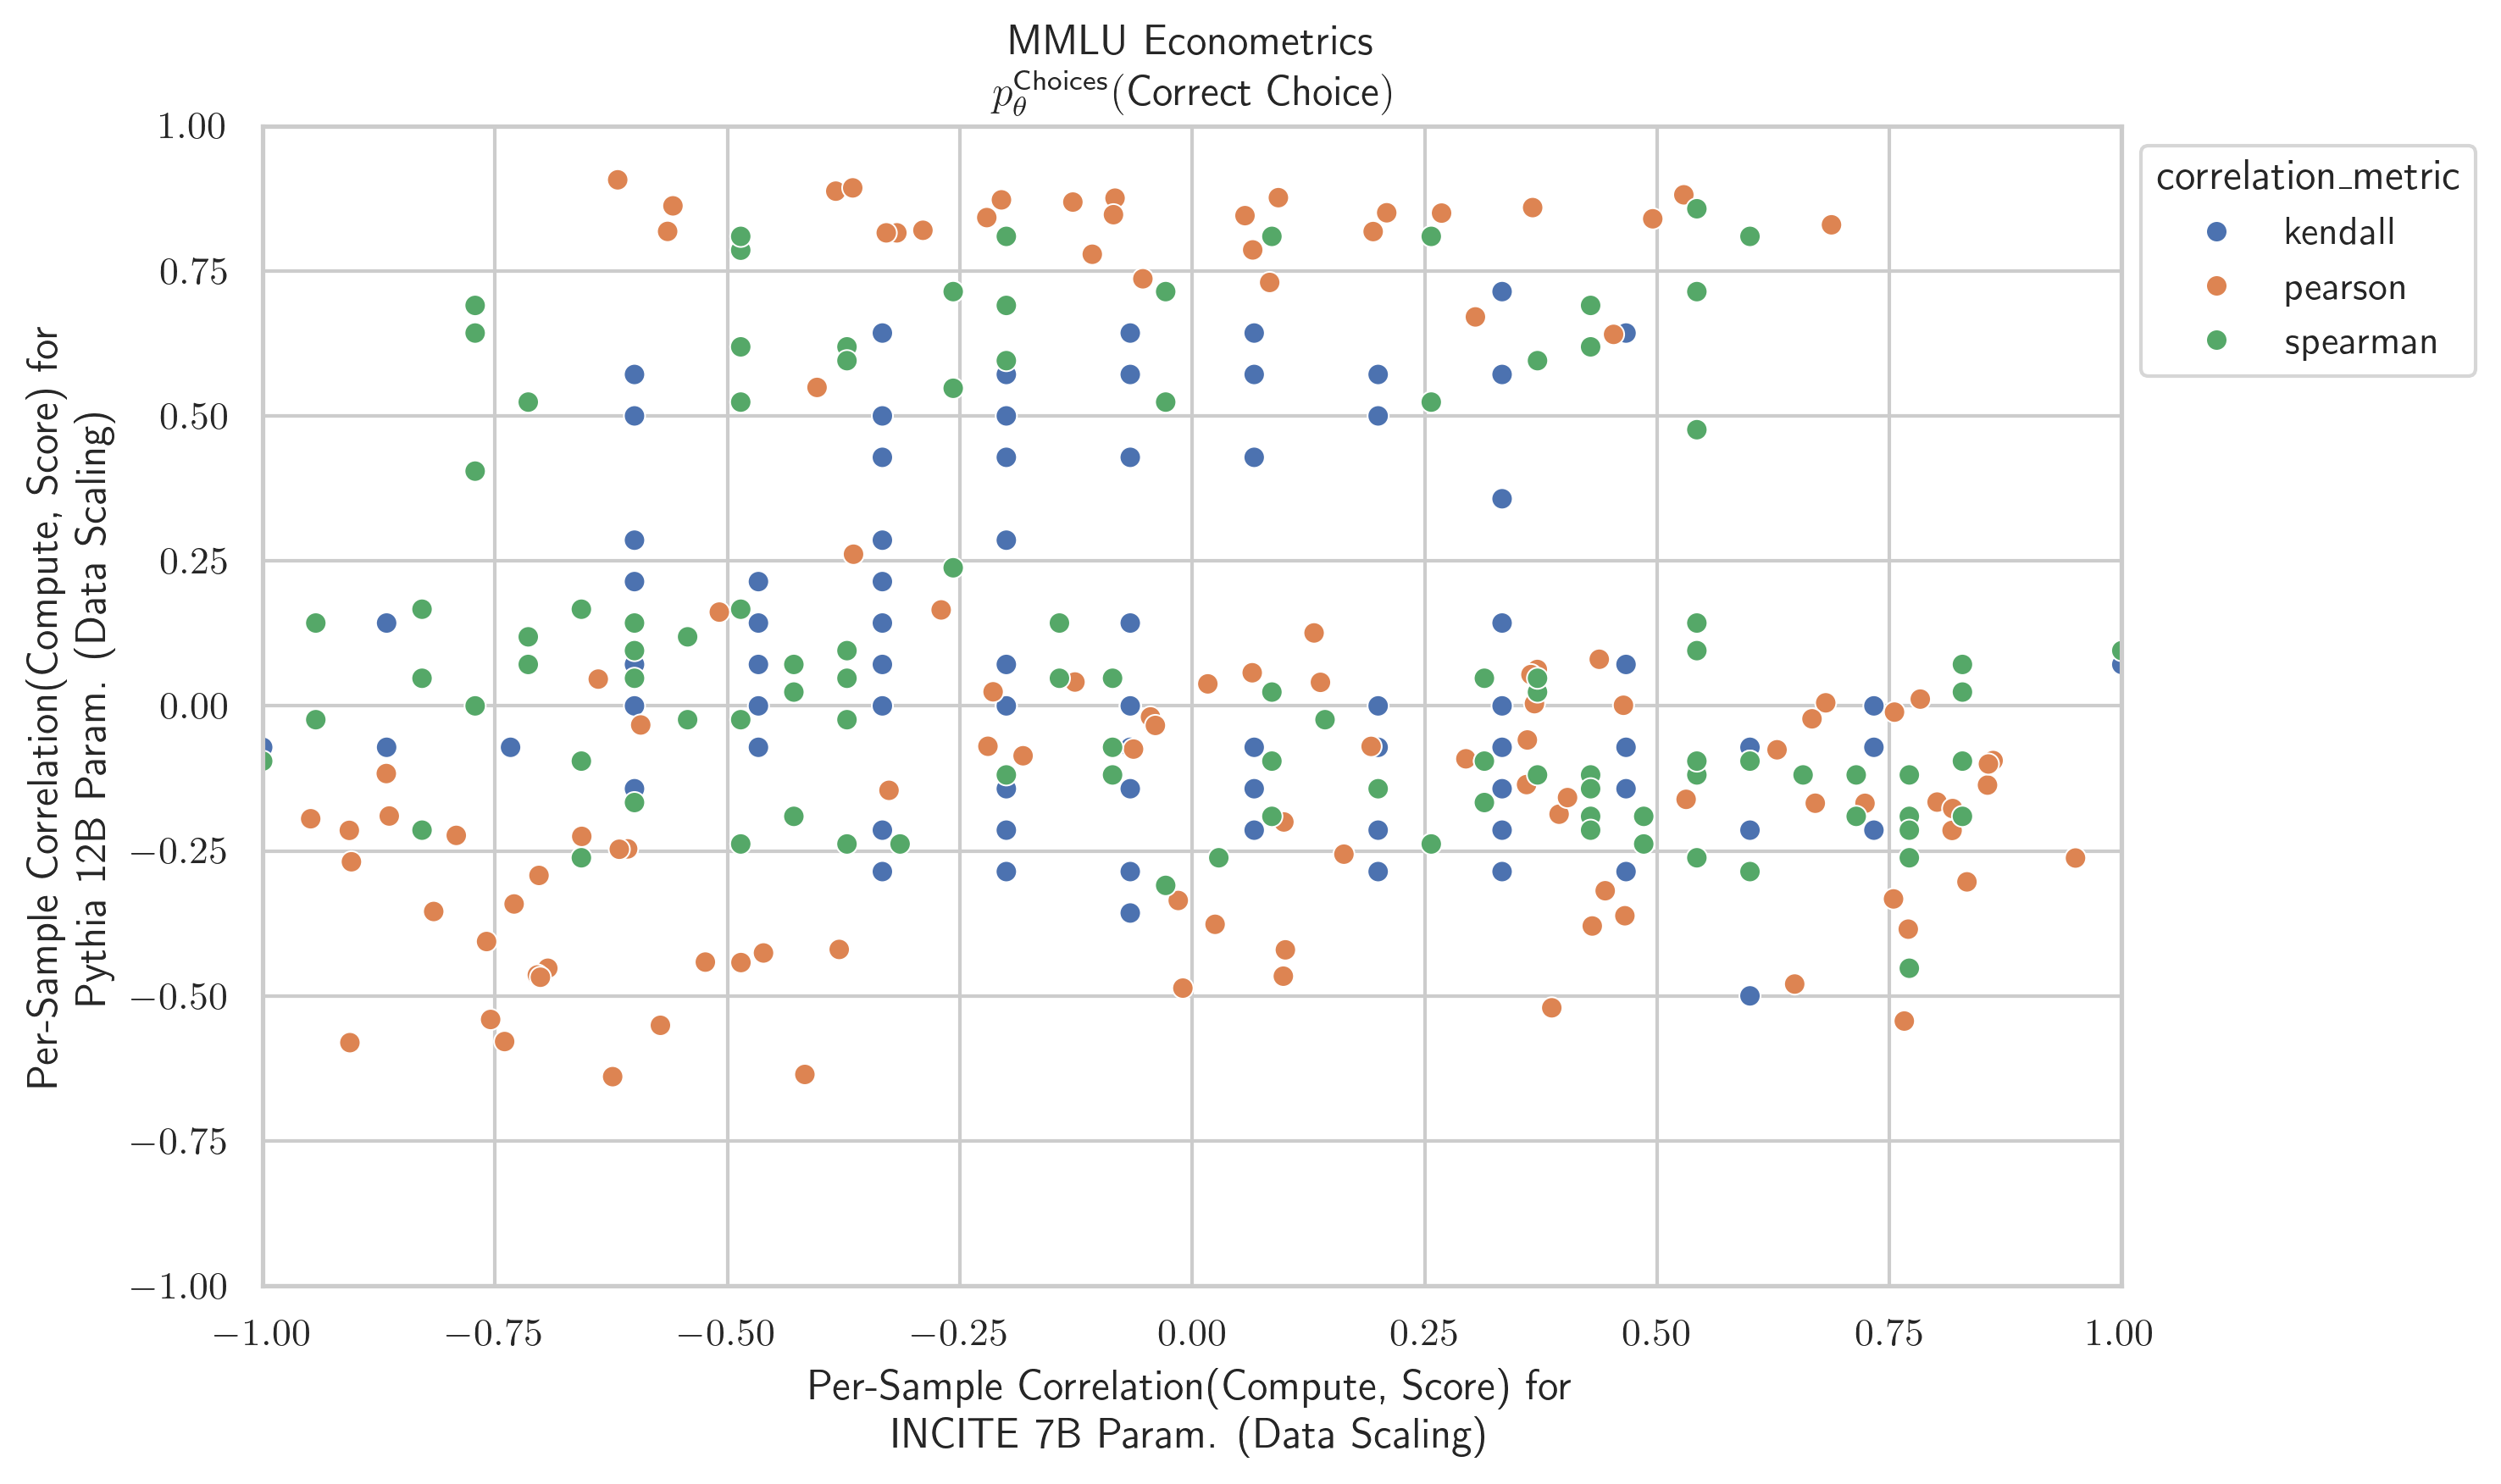 MMLU Econometrics
p_θ^Choices(Correct Choice)
1.00
0.75
0.50
0.25
0.00
−0.25
−0.50
−0.75
−1.00
Per-Sample Correlation(Compute, Score) for
Pythia 12B Param. (Data Scaling)
correlation_metric
kendall
pearson
spearman
−1.00 −0.75 −0.50 −0.25 0.00 0.25 0.50 0.75 1.00
Per-Sample Correlation(Compute, Score) for
INCITE 7B Param. (Data Scaling)